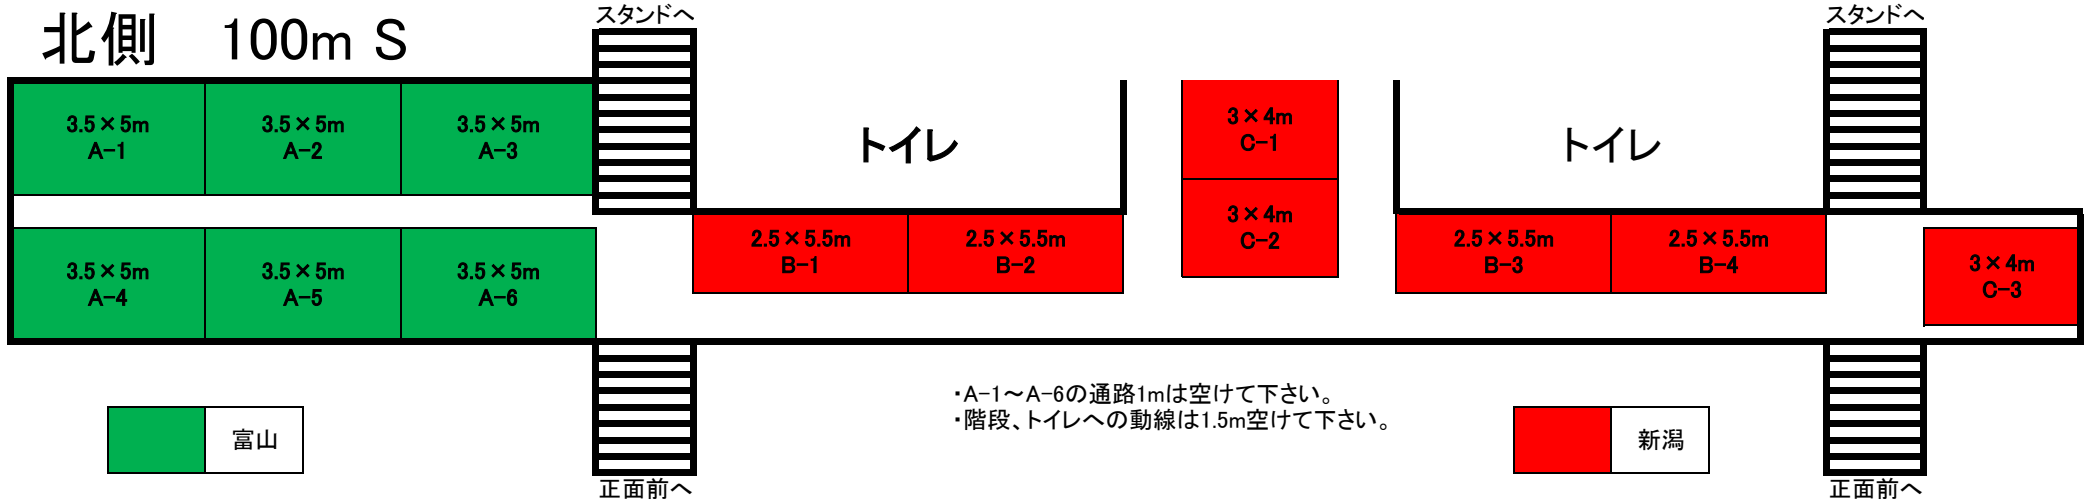 スタンドへ
スタンドへ
北側　100m S
3.5×5m
A-1
3.5×5m
A-2
3.5×5m
A-3
トイレ
3×4m
C-1
トイレ
3×4m
C-2
2.5×5.5m
B-1
2.5×5.5m
B-2
2.5×5.5m
B-3
2.5×5.5m
B-4
3×4m
C-3
3.5×5m
A-4
3.5×5m
A-5
3.5×5m
A-6
・A-1～A-6の通路1mは空けて下さい。
・階段、トイレへの動線は1.5m空けて下さい。
富山
新潟
正面前へ
正面前へ